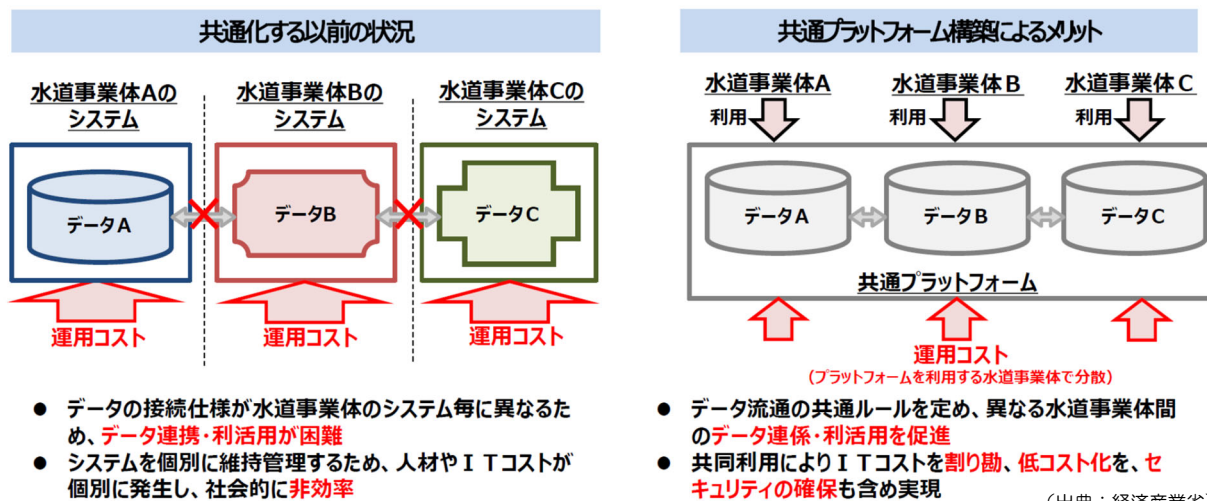 共通化する以前の状況
水道事業体Aの
システム
水道事業体Bの
システム
水道事業体Cの
システム
データA
データB
データC
運用コスト
運用コスト
運用コスト
● データの接続仕様が水道事業体のシステム毎に異なるた
め、データ連携・利活用が困難
● システムを個別に維持管理するため、人材やITコストが
個別に発生し、社会的に非効率
共通プラットフォーム構築によるメリット
水道事業体A
水道事業体B
水道事業体C
利用
利用
利用
データA
データB
データC
共通プラットフォーム
運用コスト
(プラットフォームを利用する水道事業体で分散)
● データ流通の共通ルールを定め、異なる水道事業体間
のデータ連係・利活用を促進
● 共同利用によりITコストを割り勘、低コスト化を、セ
キュリティの確保も含め実現
(出典:経済産業省)